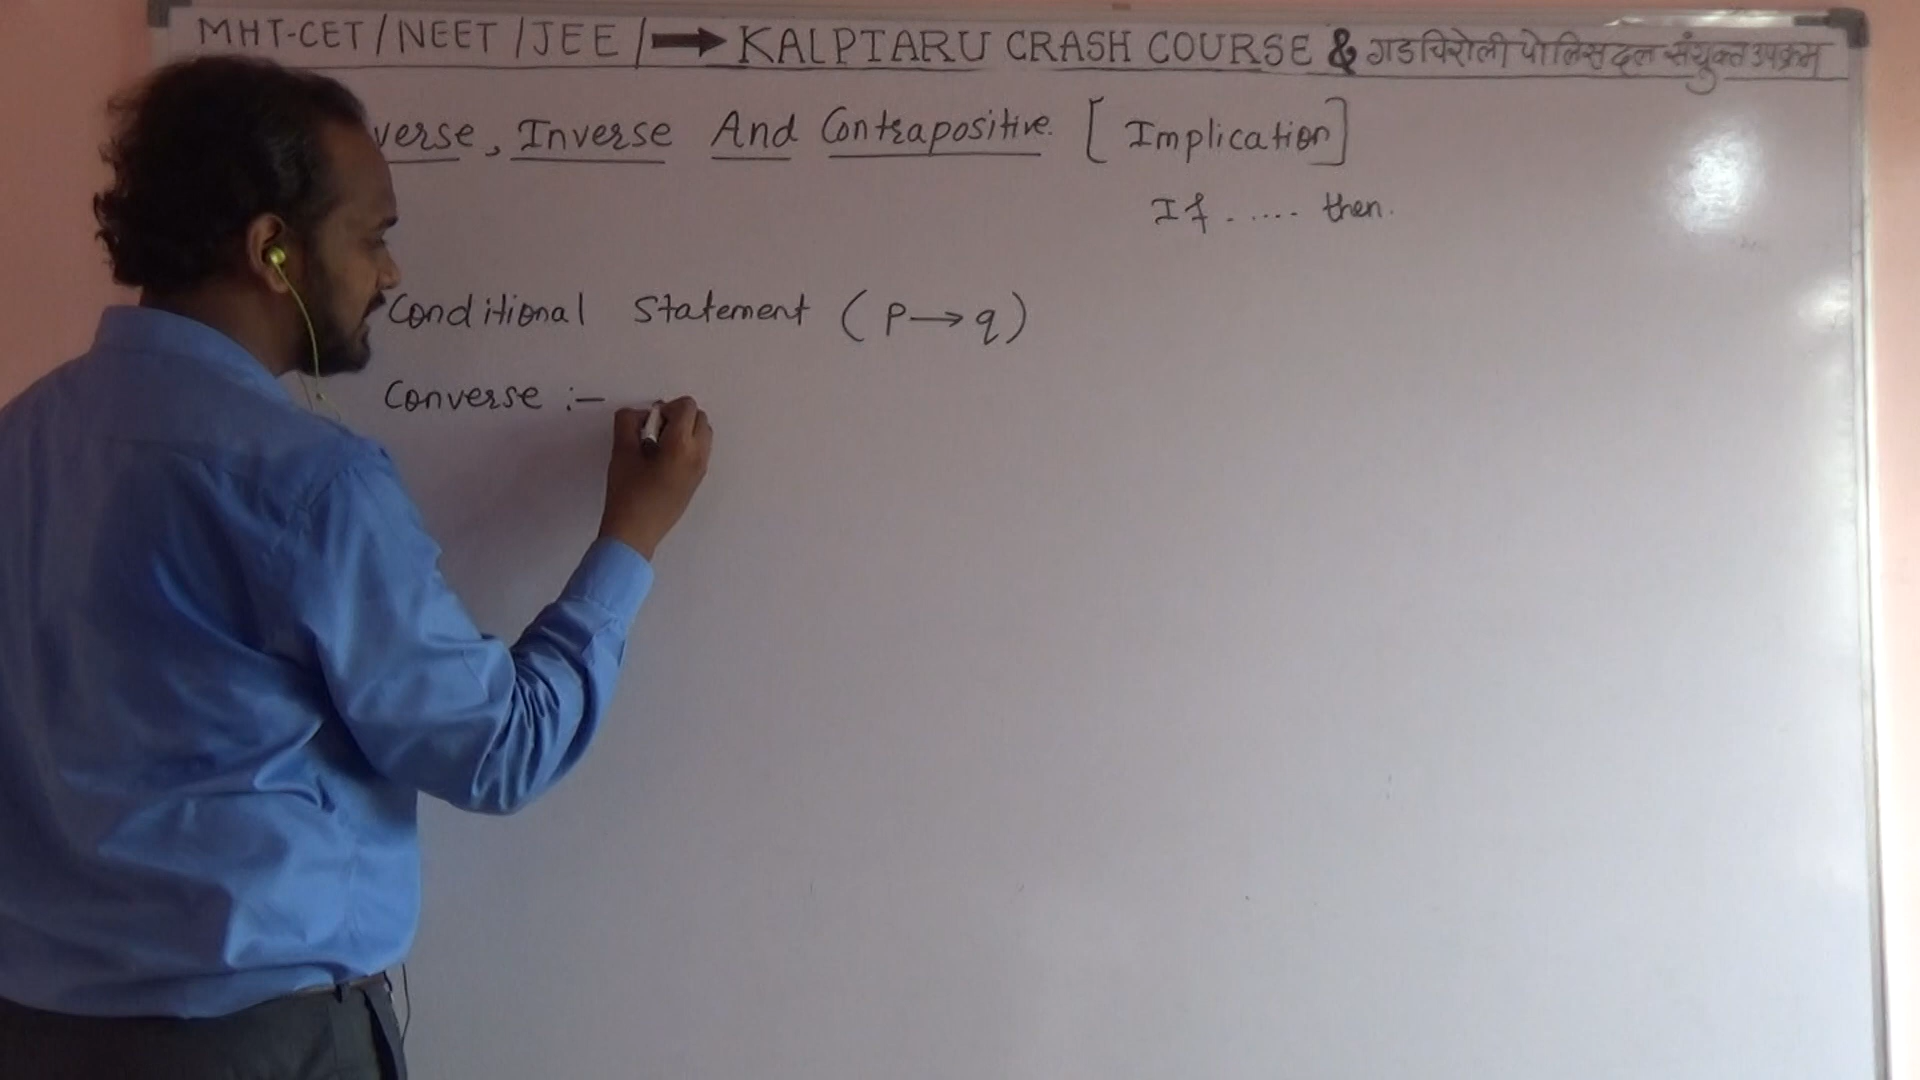 MHT-CET/NEET/JEE/→KALPTARU CRASH COURSE & गडचिरोली पोलिस दल संयुक्त उपक्रम
verse, Inverse And Contrapositive. [Implication]
If ..... then.
Conditional Statement (p→q)
Converse :-